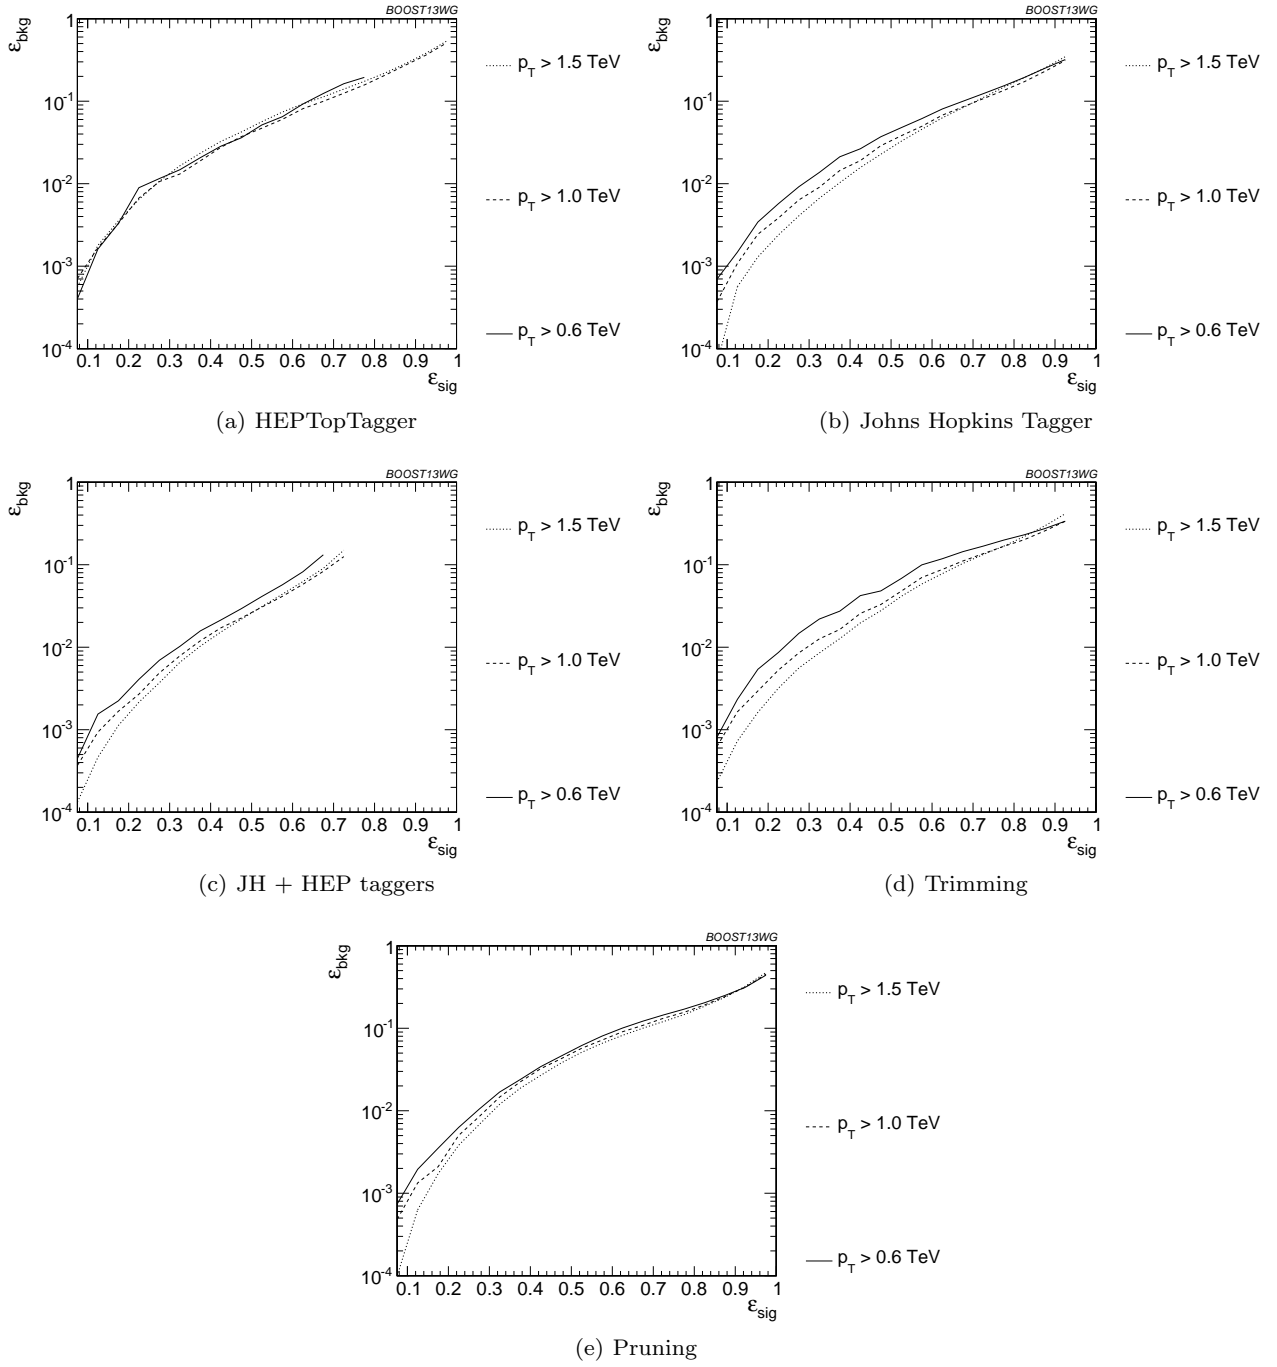 BOOST13WG
ε_bkg
1
10^-1
10^-2
10^-3
10^-4
0.1 0.2 0.3 0.4 0.5 0.6 0.7 0.8 0.9 1
ε_sig
p_T > 1.5 TeV
p_T > 1.0 TeV
p_T > 0.6 TeV
(a) HEPTopTagger
BOOST13WG
ε_bkg
1
10^-1
10^-2
10^-3
10^-4
0.1 0.2 0.3 0.4 0.5 0.6 0.7 0.8 0.9 1
ε_sig
p_T > 1.5 TeV
p_T > 1.0 TeV
p_T > 0.6 TeV
(b) Johns Hopkins Tagger
BOOST13WG
ε_bkg
1
10^-1
10^-2
10^-3
10^-4
0.1 0.2 0.3 0.4 0.5 0.6 0.7 0.8 0.9 1
ε_sig
p_T > 1.5 TeV
p_T > 1.0 TeV
p_T > 0.6 TeV
(c) JH + HEP taggers
BOOST13WG
ε_bkg
1
10^-1
10^-2
10^-3
10^-4
0.1 0.2 0.3 0.4 0.5 0.6 0.7 0.8 0.9 1
ε_sig
p_T > 1.5 TeV
p_T > 1.0 TeV
p_T > 0.6 TeV
(d) Trimming
BOOST13WG
ε_bkg
1
10^-1
10^-2
10^-3
10^-4
0.1 0.2 0.3 0.4 0.5 0.6 0.7 0.8 0.9 1
ε_sig
p_T > 1.5 TeV
p_T > 1.0 TeV
p_T > 0.6 TeV
(e) Pruning